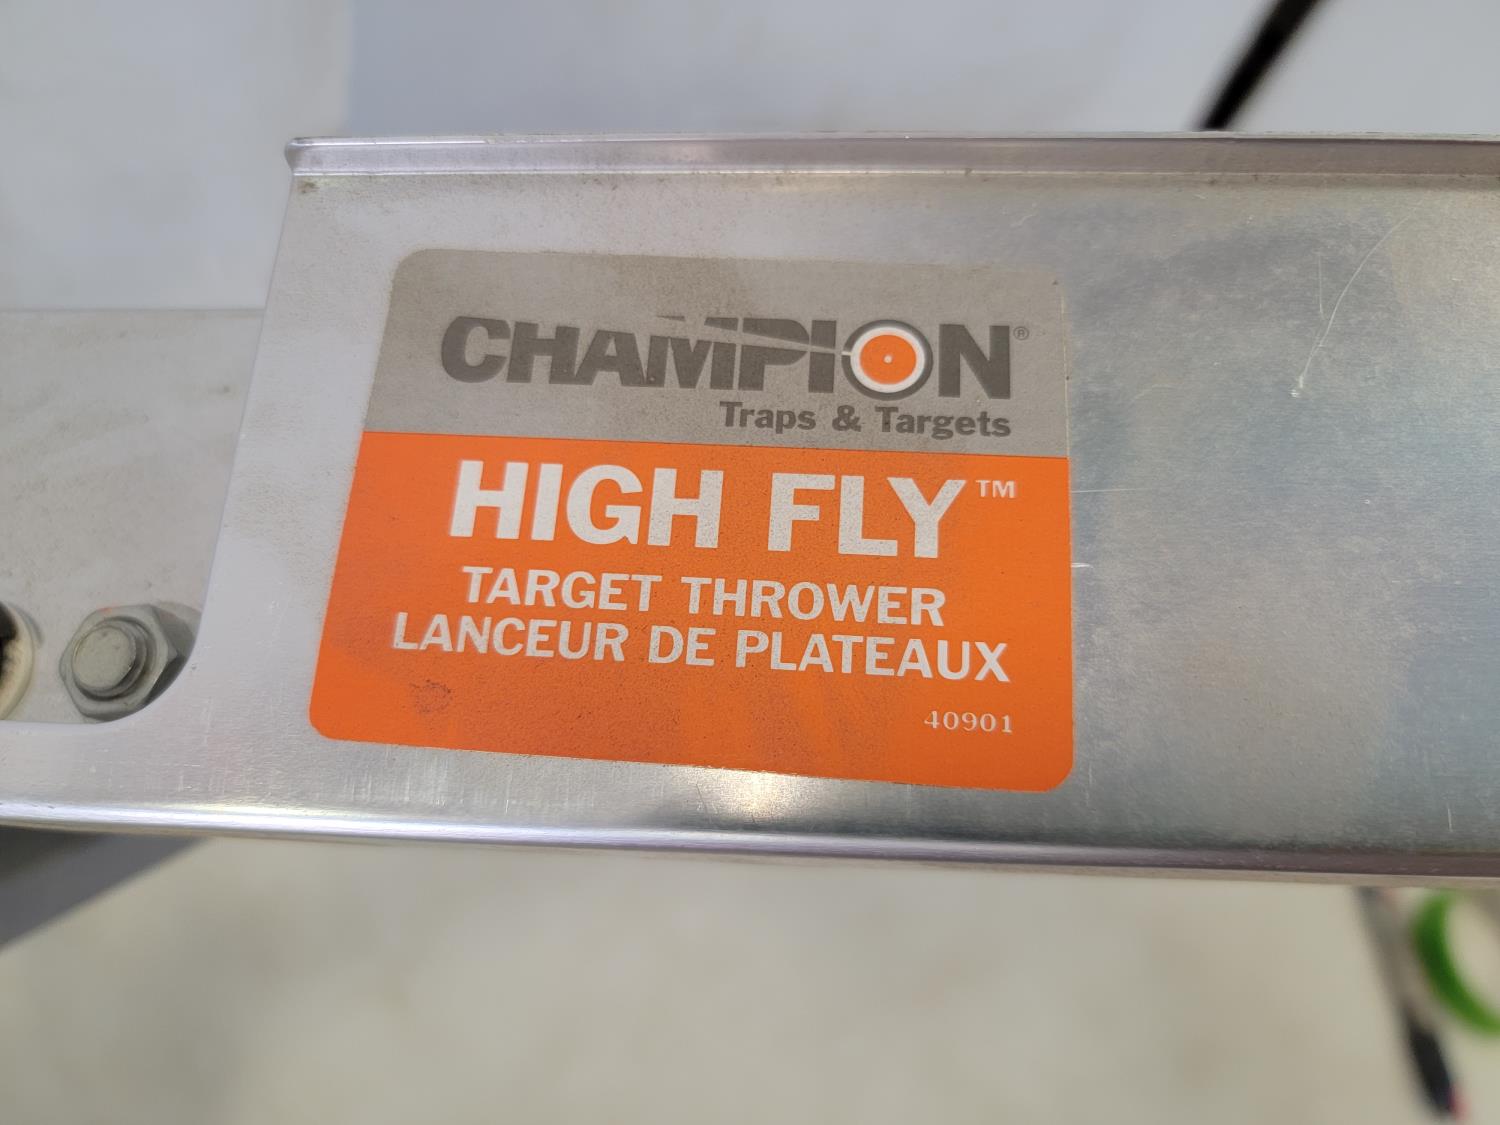 CHAMPION®
Traps & Targets
HIGH FLY™
TARGET THROWER
LANCEUR DE PLATEAUX
40901